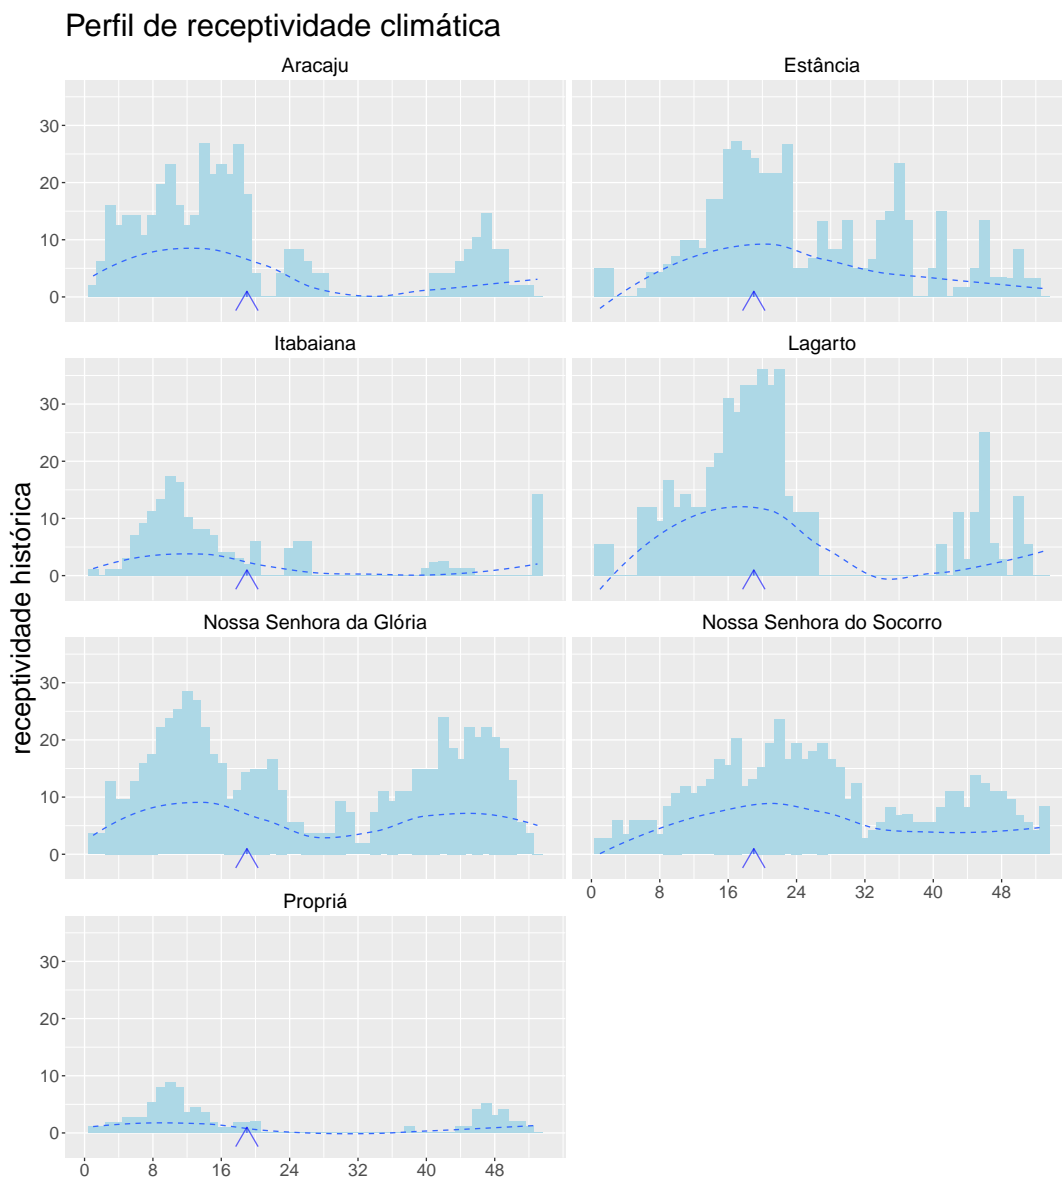 Perfil de receptividade climática
Aracaju
Estância
30
20
10
0
Itabaiana
Lagarto
30
20
10
0
receptividade histórica
Nossa Senhora da Glória
Nossa Senhora do Socorro
30
20
10
0
0 8 16 24 32 40 48
Propriá
30
20
10
0
0 8 16 24 32 40 48